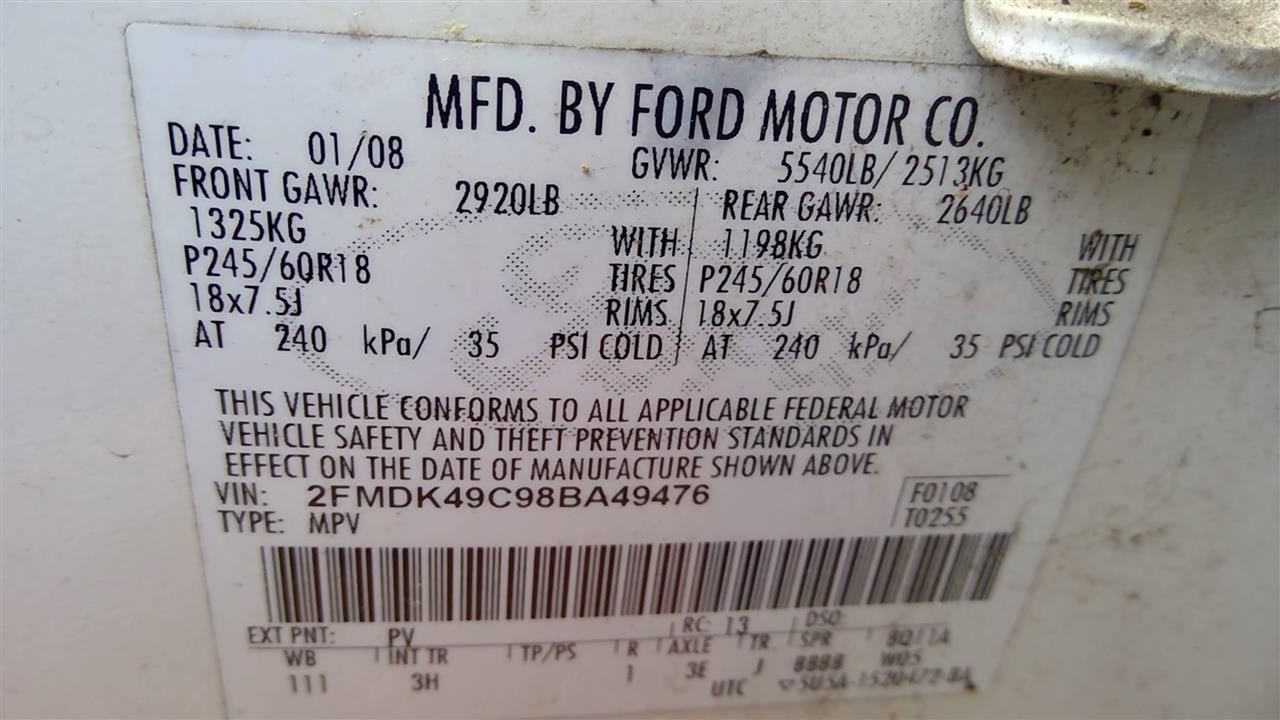 MFD. BY FORD MOTOR CO.
DATE: 01/08 GVWR: 5540LB/ 2513KG
FRONT GAWR: 2920LB REAR GAWR: 2640LB
1325KG WITH 1198KG WITH
P245/60R18 TIRES P245/60R18 TIRES
18x7.5J RIMS 18x7.5J RIMS
AT 240 kPa/ 35 PSI COLD AT 240 kPa/ 35 PSI COLD
THIS VEHICLE CONFORMS TO ALL APPLICABLE FEDERAL MOTOR
VEHICLE SAFETY AND THEFT PREVENTION STANDARDS IN
EFFECT ON THE DATE OF MANUFACTURE SHOWN ABOVE.
VIN: 2FMDK49C98BA49476 F0108
TYPE: MPV T0255
EXT PNT: PV RC: 13 DSO:
WB INT TR TP/PS R AXLE TR SPR 8Q11A
111 3H 1 3E J 8888 W05
UTC